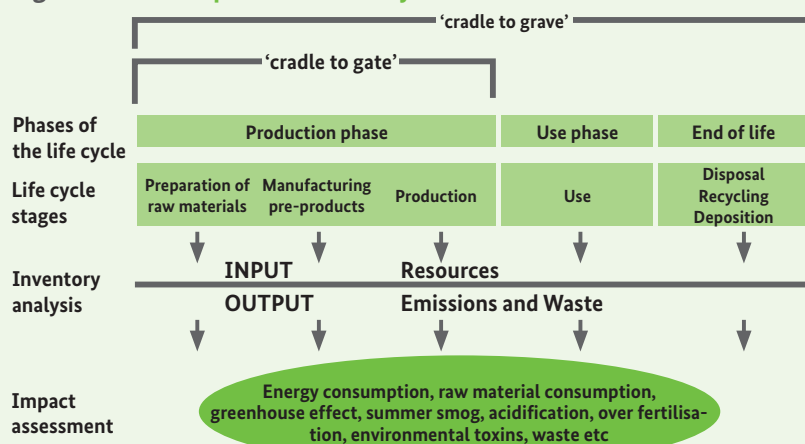 'cradle to grave'
'cradle to gate'
Phases of
the life cycle
Production phase
Use phase
End of life
Life cycle
stages
Preparation of
raw materials
Manufacturing
pre-products
Production
Use
Disposal
Recycling
Deposition
Inventory
analysis
INPUT
Resources
OUTPUT
Emissions and Waste
Impact
assessment
Energy consumption, raw material consumption,
greenhouse effect, summer smog, acidification, over fertilisa-
tion, environmental toxins, waste etc